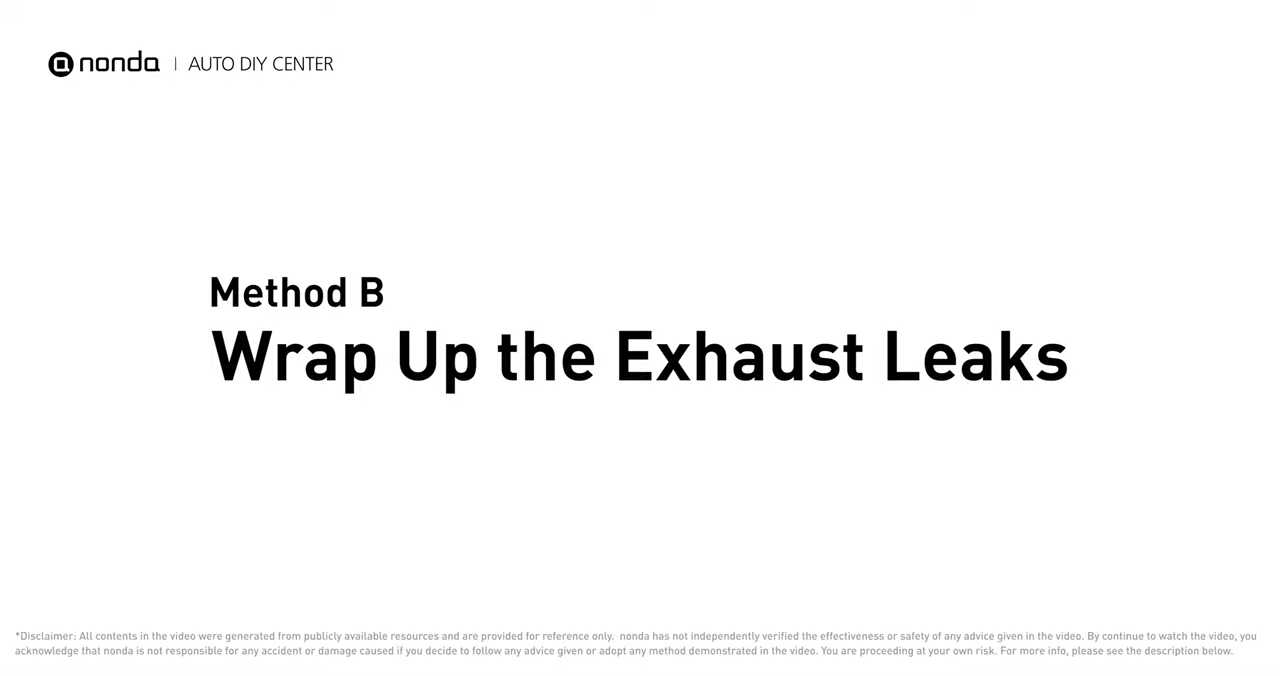 nonda | AUTO DIY CENTER
Method B
Wrap Up the Exhaust Leaks
*Disclaimer: All contents in the video were generated from publicly available resources and are provided for reference only.  nonda has not independently verified the effectiveness or safety of any advice given in the video. By continue to watch the video, you
acknowledge that nonda is not responsible for any accident or damage caused if you decide to follow any advice given or adopt any method demonstrated in the video. You are proceeding at your own risk. For more info, please see the description below.